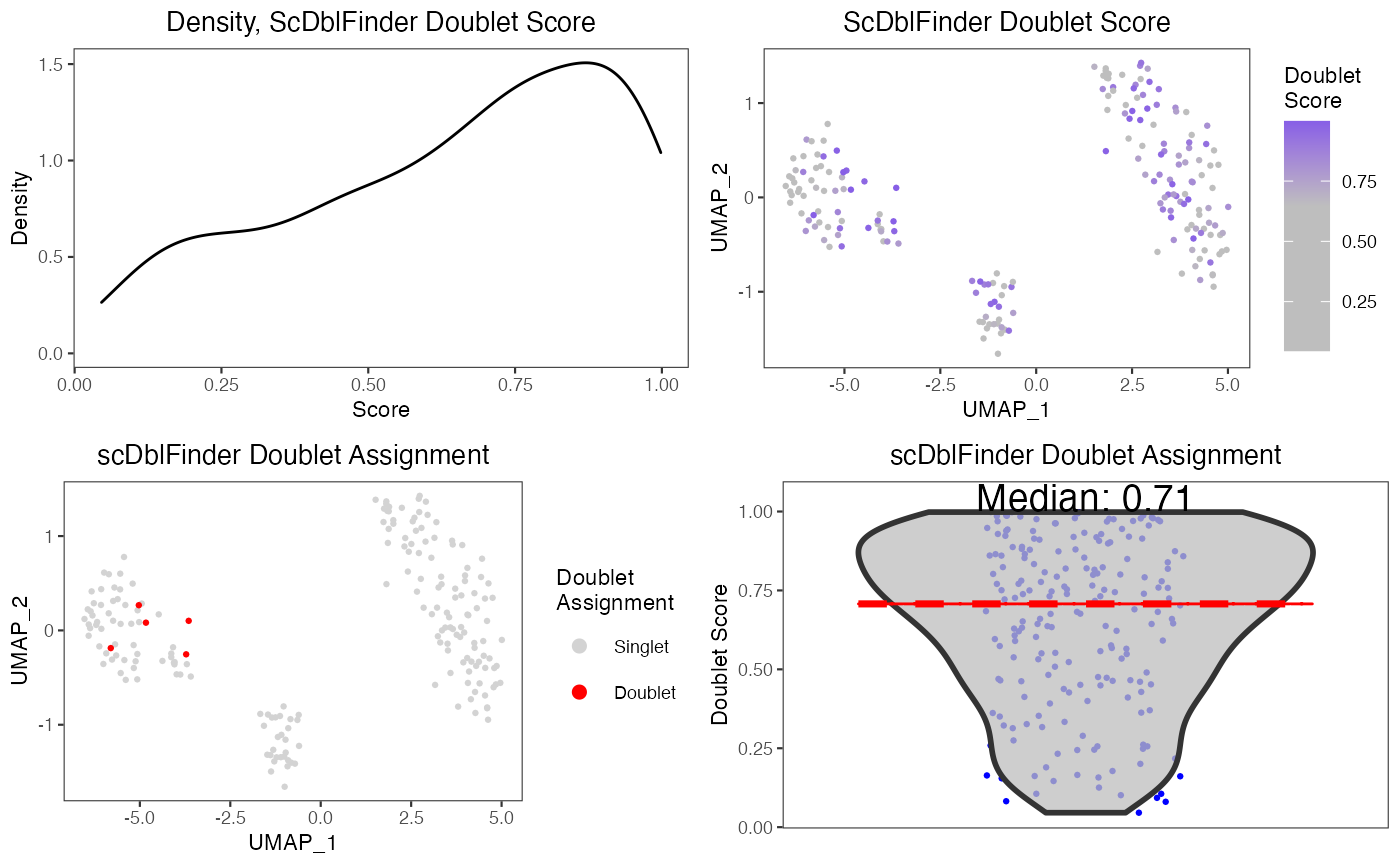 Density, ScDblFinder Doublet Score
1.5
1.0
0.5
0.0
Density
0.00
0.25
0.50
0.75
1.00
Score
ScDblFinder Doublet Score
1
0
-1
UMAP_2
-5.0
-2.5
0.0
2.5
5.0
UMAP_1
Doublet
Score
0.75
0.50
0.25
scDblFinder Doublet Assignment
1
0
-1
UMAP_2
-5.0
-2.5
0.0
2.5
5.0
UMAP_1
Doublet
Assignment
Singlet
Doublet
scDblFinder Doublet Assignment
Median: 0.71
1.00
0.75
0.50
0.25
0.00
Doublet Score